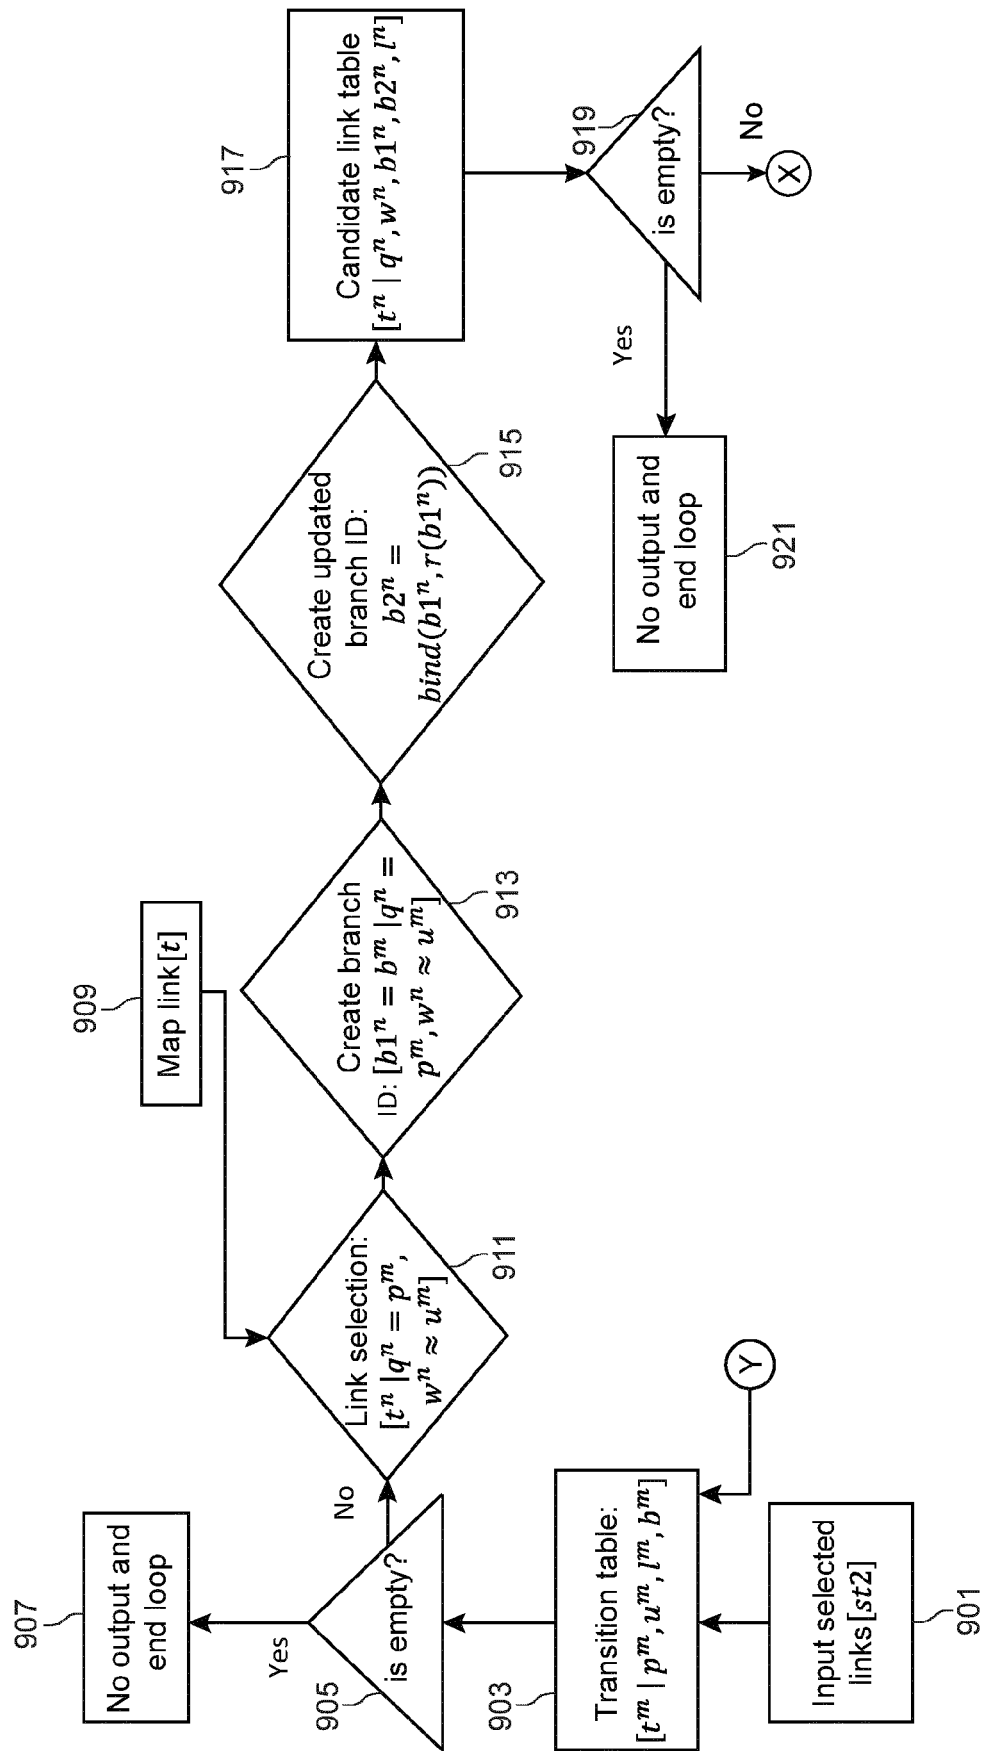 901
Input selected
links[st2]
903
Transition table:
[t^m | p^m, u^m, l^m, b^m]
Y
905
is empty?
Yes
907
No output and
end loop
No
909
Map link[t]
911
Link selection:
[t^n |q^n = p^m,
w^n ≈ u^m]
913
Create branch
ID: [b1^n = b^m |q^n =
p^m, w^n ≈ u^m]
915
Create updated
branch ID:
b2^n =
bind(b1^n, r(b1^n))
917
Candidate link table
[t^n | q^n, w^n, b1^n, b2^n, l^n]
919
is empty?
Yes
921
No output and
end loop
No
X